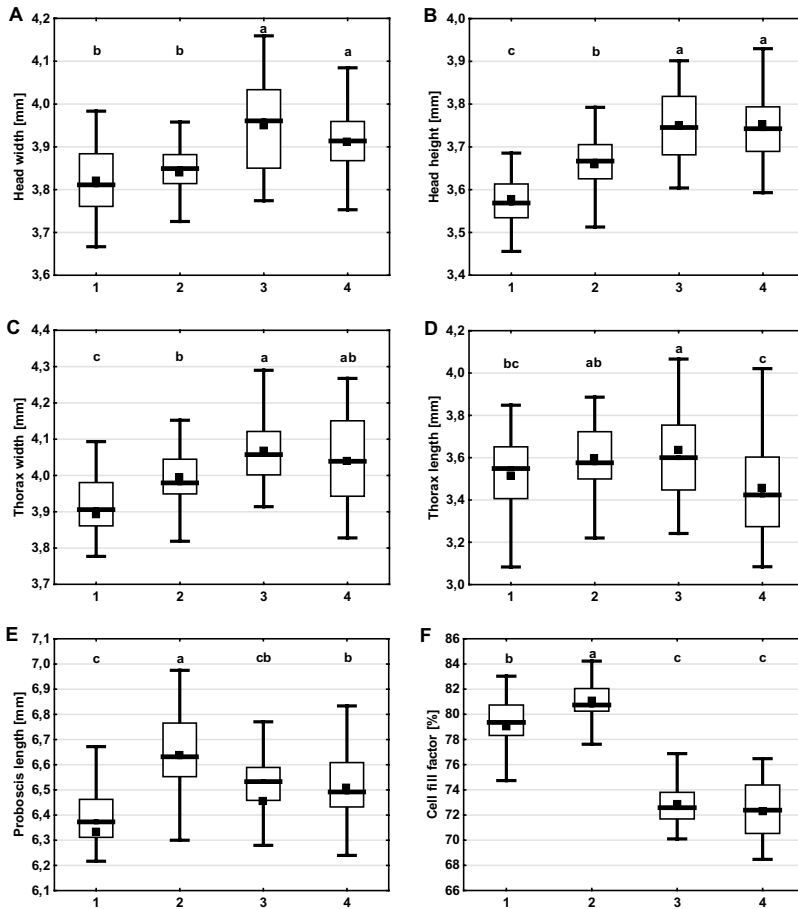 A
Head width [mm]
4,2
4,1
4,0
3,9
3,8
3,7
3,6
b b a a
1 2 3 4
B
Head height [mm]
4,0
3,9
3,8
3,7
3,6
3,5
3,4
c b a a
1 2 3 4
C
Thorax width [mm]
4,4
4,3
4,2
4,1
4,0
3,9
3,8
3,7
c b a ab
1 2 3 4
D
Thorax length [mm]
4,2
4,0
3,8
3,6
3,4
3,2
3,0
bc ab a c
1 2 3 4
E
Proboscis length [mm]
7,1
7,0
6,9
6,8
6,7
6,6
6,5
6,4
6,3
6,2
6,1
c a cb b
1 2 3 4
F
Cell fill factor [%]
86
84
82
80
78
76
74
72
70
68
66
b a c c
1 2 3 4